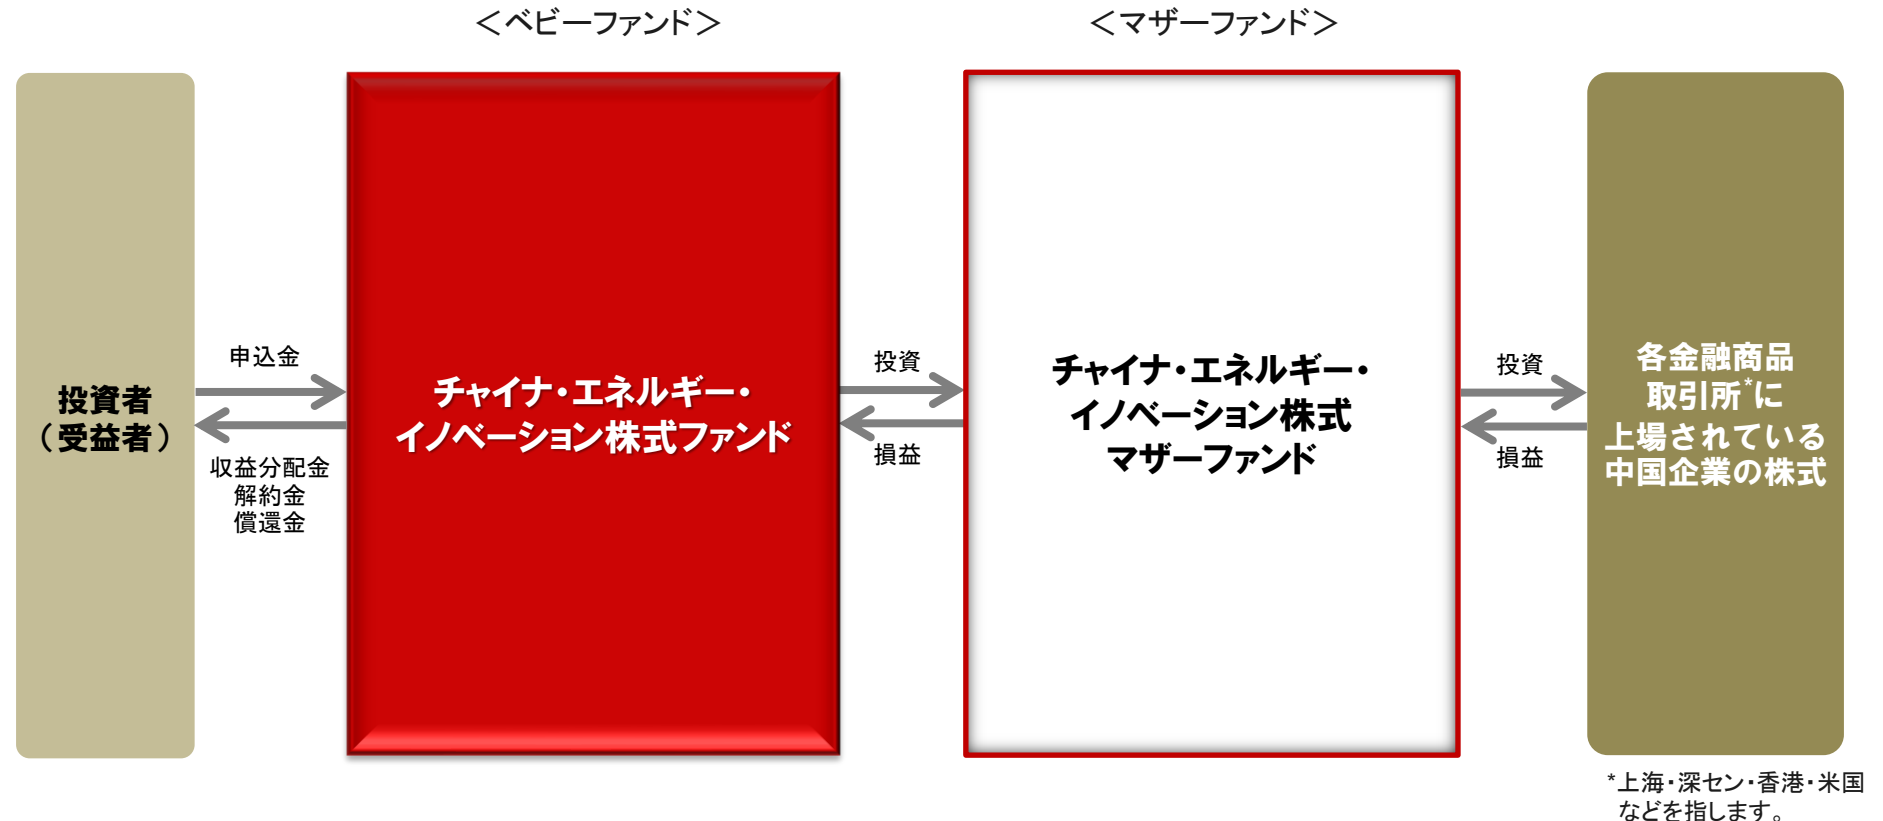 ＜ベビーファンド＞
＜マザーファンド＞
投資者
（受益者）
申込金
収益分配金
解約金
償還金
チャイナ・エネルギー・
イノベーション株式ファンド
投資
損益
チャイナ・エネルギー・
イノベーション株式
マザーファンド
投資
損益
各金融商品
取引所*に
上場されている
中国企業の株式
*上海・深セン・香港・米国
などを指します。